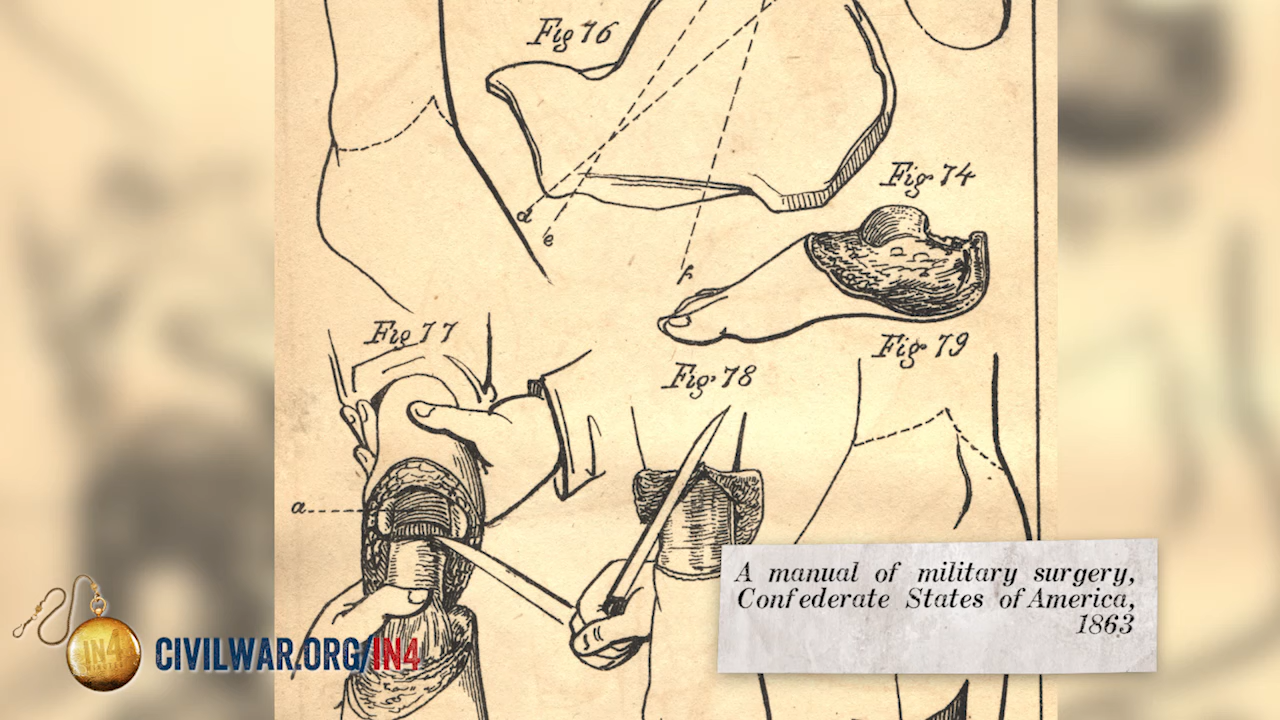 Fig 76
Fig 74
d
e
f
Fig 77
Fig 79
Fig 78
a
A manual of military surgery,
Confederate States of America,
1863
IN4
CIVILWAR.ORG/IN4